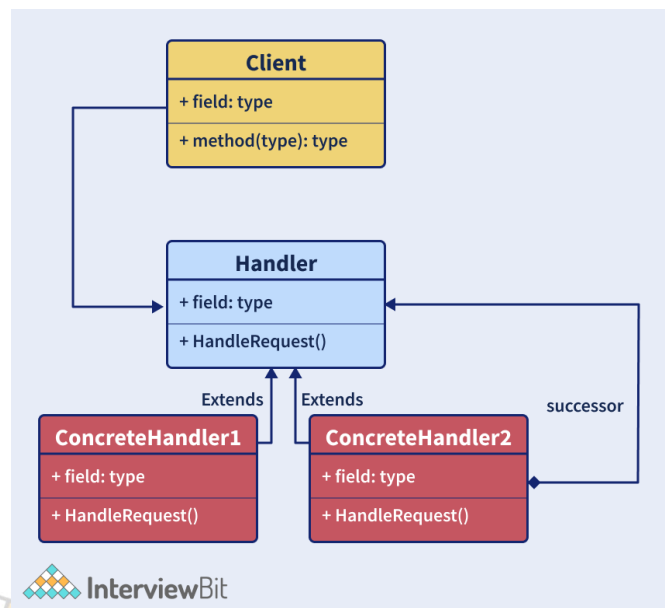 Client
+ field: type
+ method(type): type
Handler
+ field: type
+ HandleRequest()
Extends
Extends
successor
ConcreteHandler1
+ field: type
+ HandleRequest()
ConcreteHandler2
+ field: type
+ HandleRequest()
InterviewBit